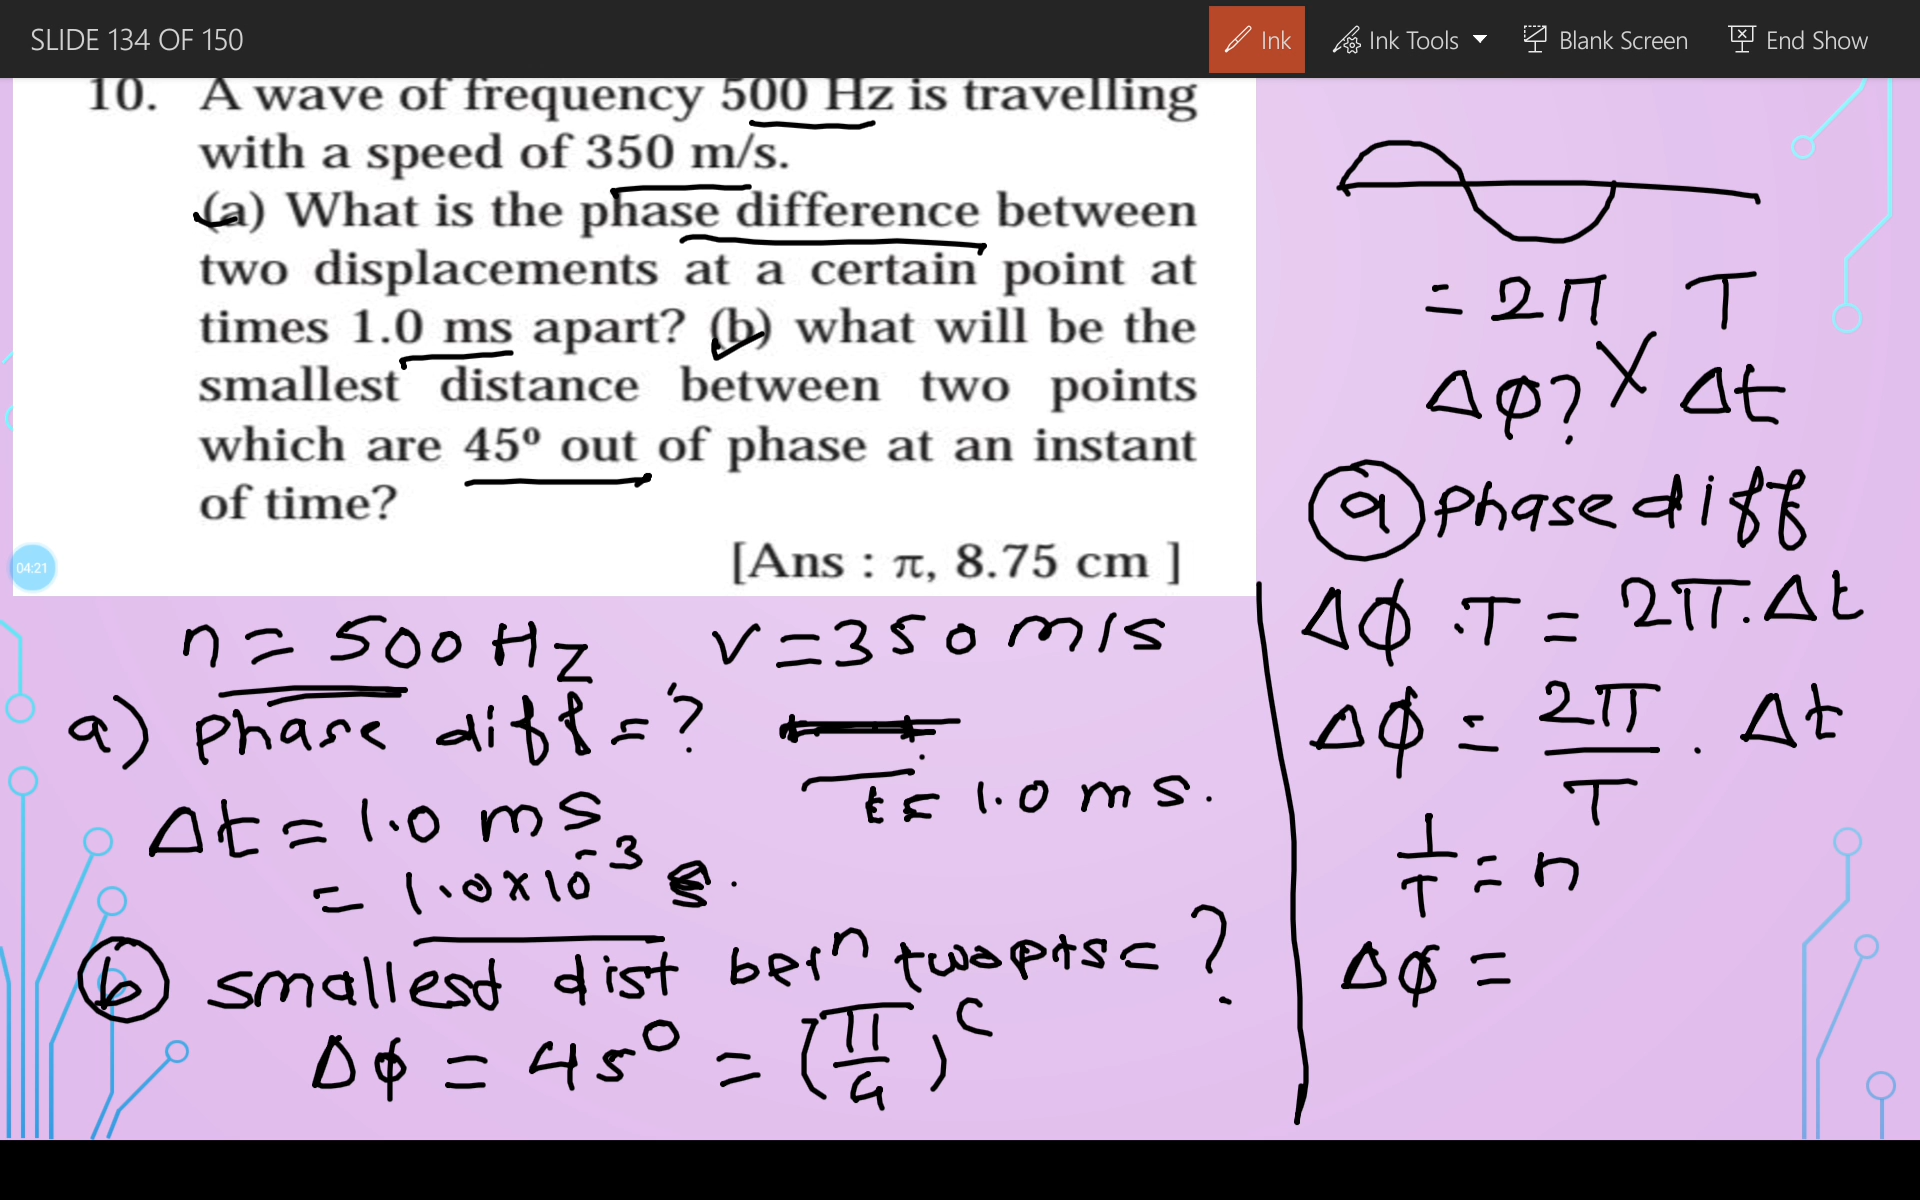 SLIDE 134 OF 150
Ink
Ink Tools
Blank Screen
End Show
10. A wave of frequency 500 Hz is travelling
with a speed of 350 m/s.
(a) What is the phase difference between
two displacements at a certain point at
times 1.0 ms apart? (b) what will be the
smallest distance between two points
which are 45º out of phase at an instant
of time?
[Ans : π, 8.75 cm ]
04:21
n = 500 Hz v = 350 m/s
a) phase diff = ?
t = 1.0 ms.
Δt = 1.0 ms
= 1.0×10⁻³ s.
b smallest dist betn two pts = ?
Δφ = 45⁰ = (π/4)ᶜ
= 2π T
Δφ? X Δt
a phase diff
Δφ . T = 2π . Δt
Δφ = 2π/T . Δt
1/T = n
Δφ =